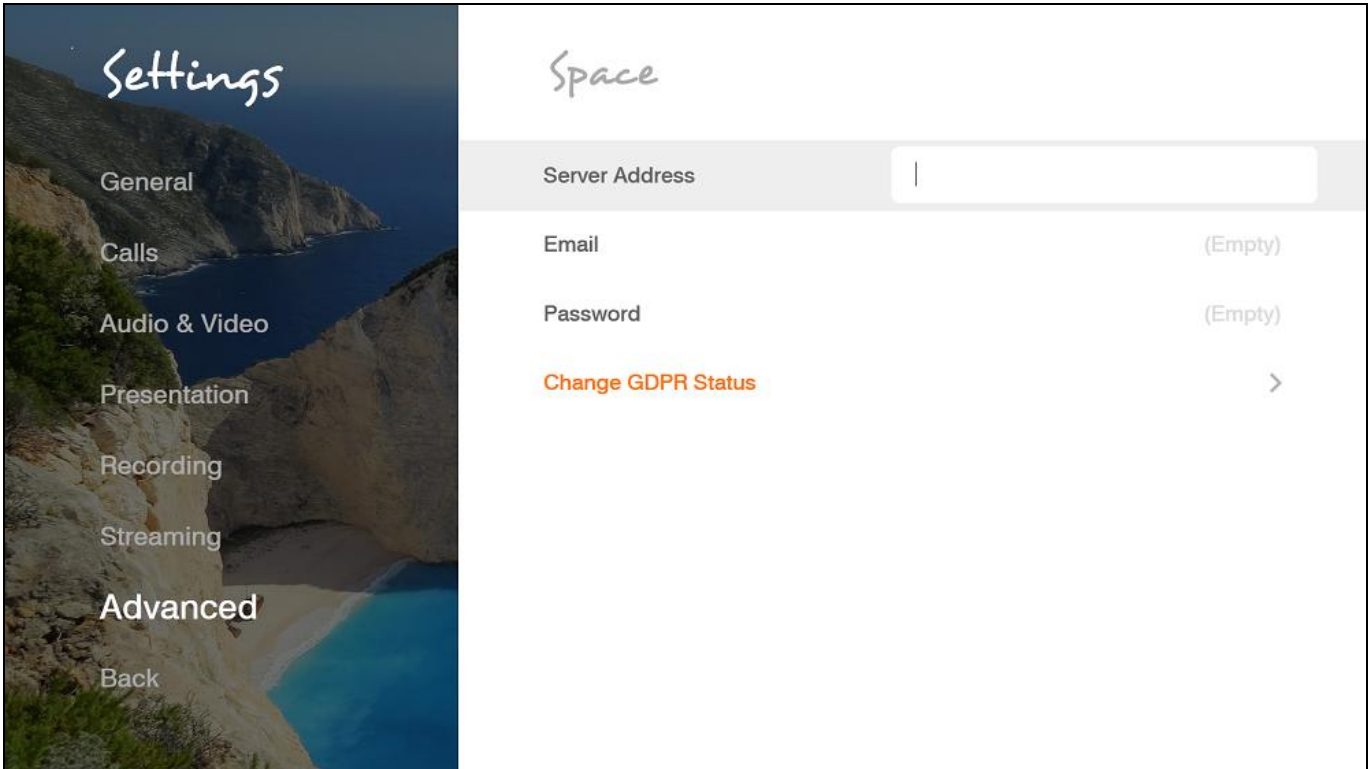 Settings
General
Calls
Audio & Video
Presentation
Recording
Streaming
Advanced
Back
Space
Server Address
Email (Empty)
Password (Empty)
Change GDPR Status